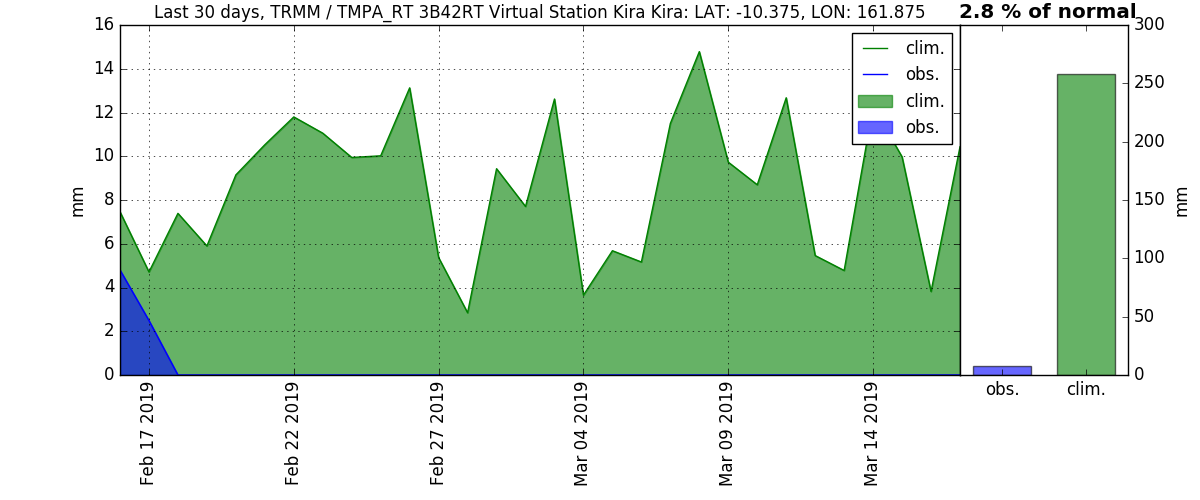 Last 30 days, TRMM / TMPA_RT 3B42RT Virtual Station Kira Kira: LAT: -10.375, LON: 161.875
2.8 % of normal
mm
16
14
12
10
8
6
4
2
0
clim.
obs.
clim.
obs.
Feb 17 2019
Feb 22 2019
Feb 27 2019
Mar 04 2019
Mar 09 2019
Mar 14 2019
300
250
200
150
100
50
0
mm
obs.
clim.